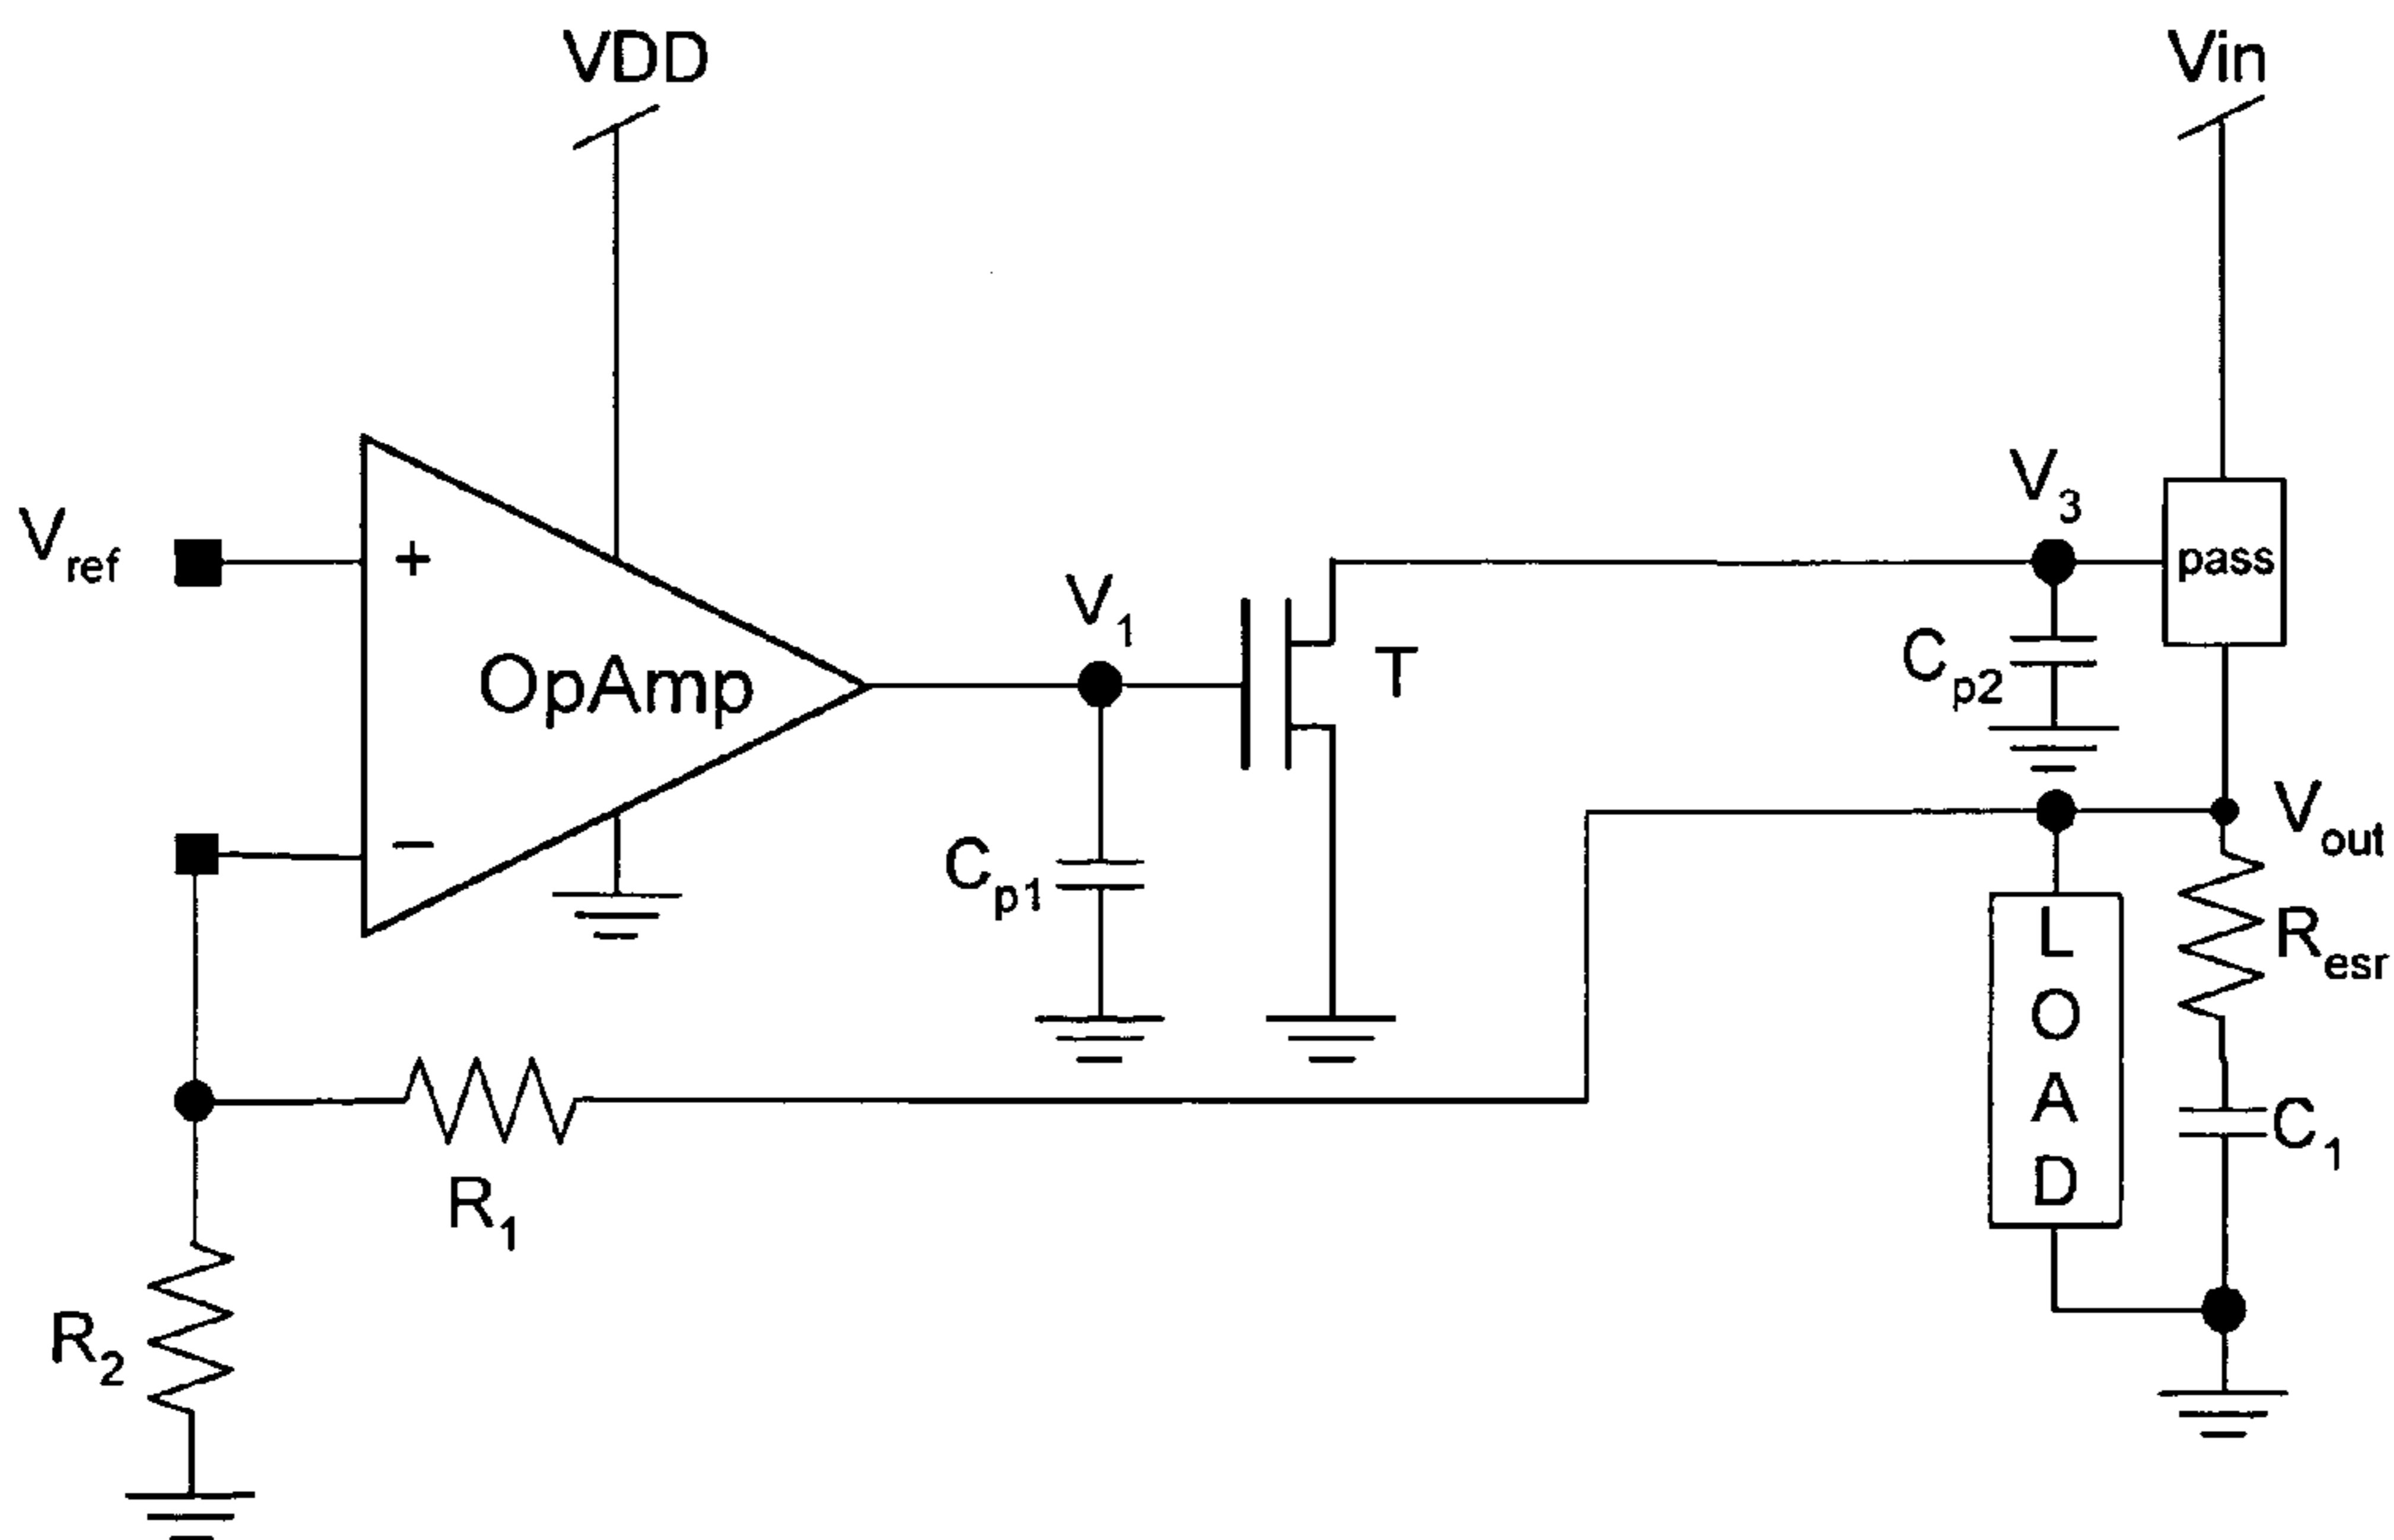 VDD
Vin
V3
Vref
+
pass
V1
T
OpAmp
Cp2
Vout
−
Cp1
L
O
A
D
Resr
C1
R1
R2